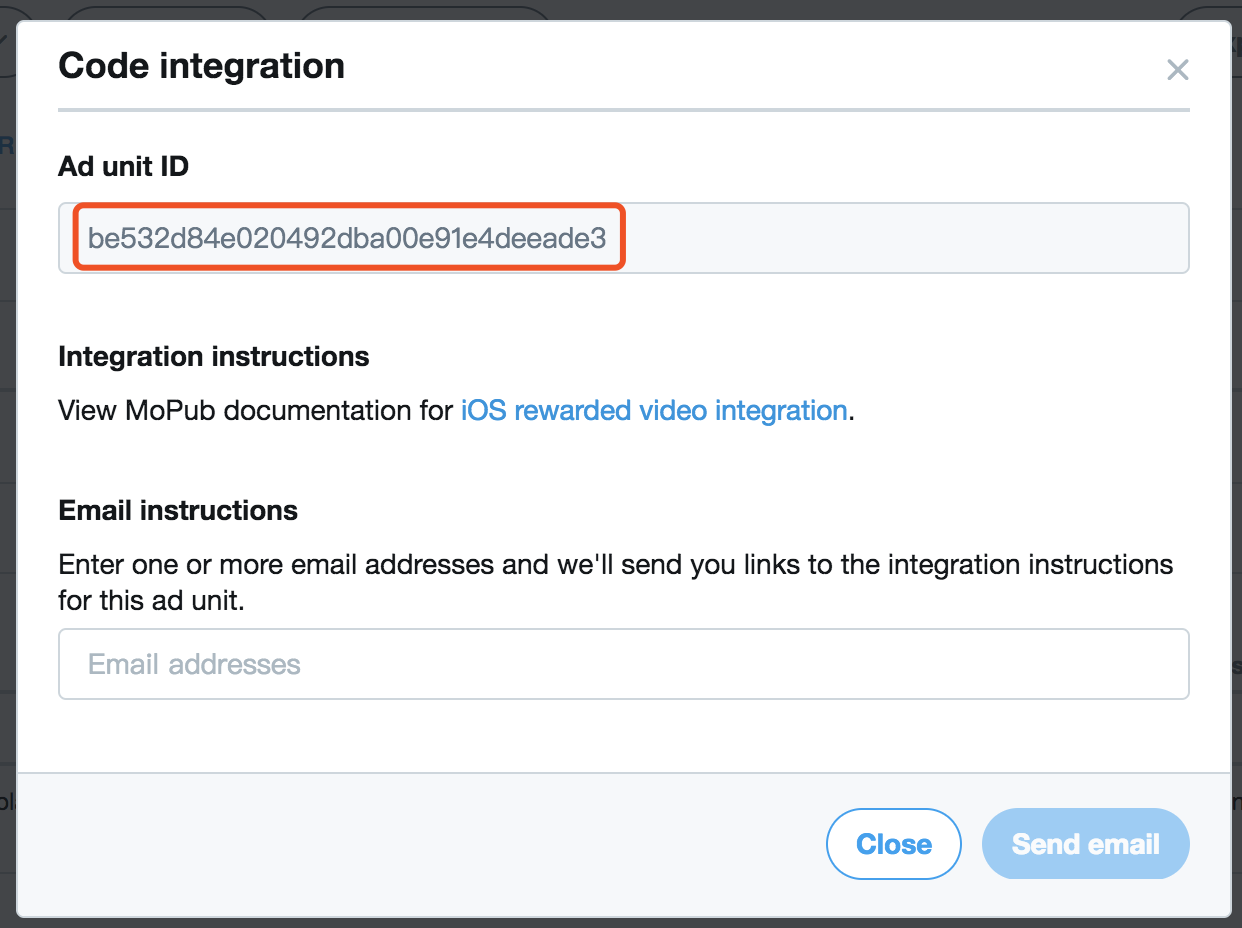 Code integration
Ad unit ID
be532d84e020492dba00e91e4deeade3
Integration instructions
View MoPub documentation for iOS rewarded video integration.
Email instructions
Enter one or more email addresses and we'll send you links to the integration instructions
for this ad unit.
Email addresses
Close
Send email